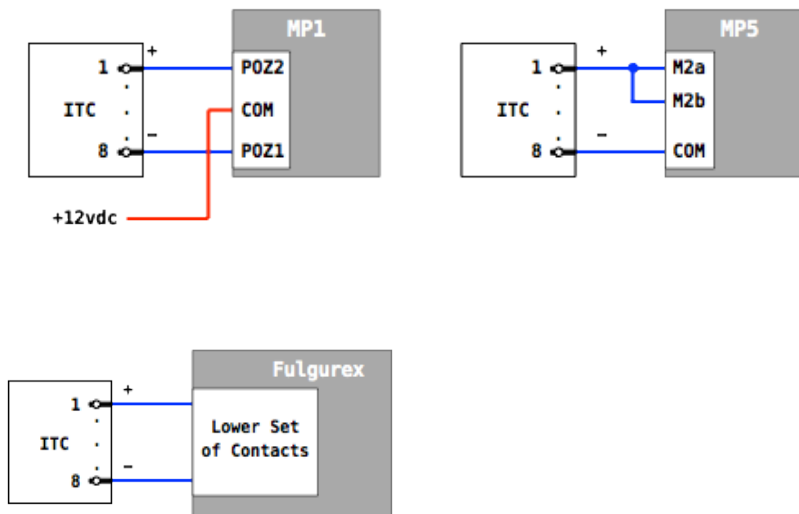 MP1
+
1 POZ2
ITC COM
-
8 POZ1
+12vdc
MP5
+
1 M2a
M2b
ITC
-
8 COM
Fulgurex
+
1
Lower Set
ITC of Contacts
-
8